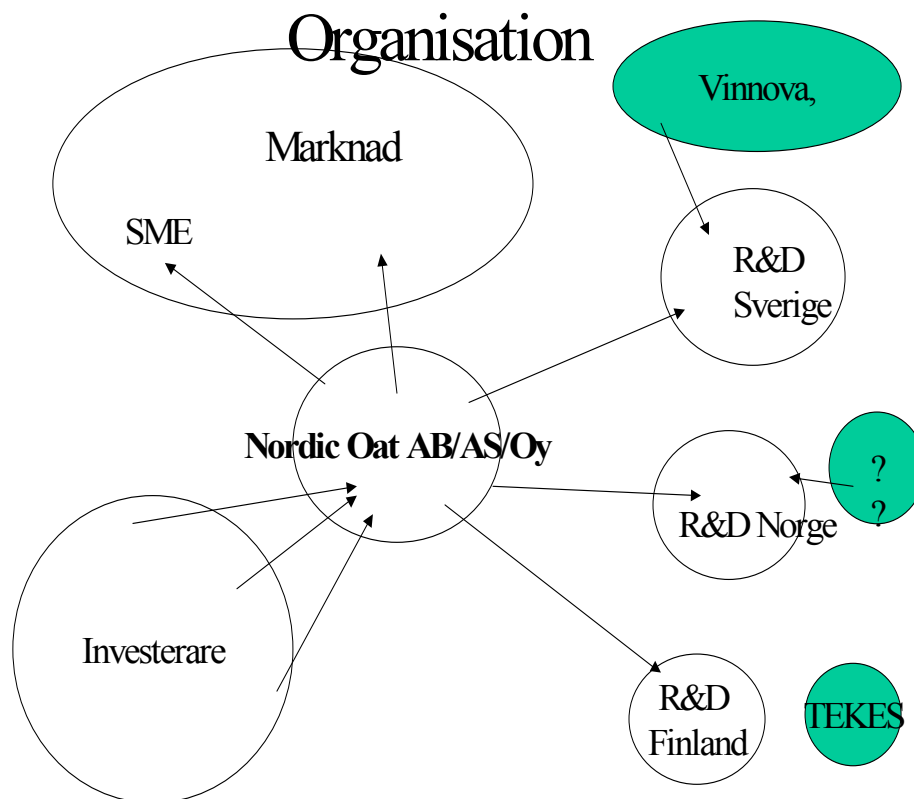 Organisation
Vinnova,
Marknad
SME
R&D
Sverige
Nordic Oat AB/AS/Oy
?
?
R&D Norge
Investerare
R&D
Finland
TEKES